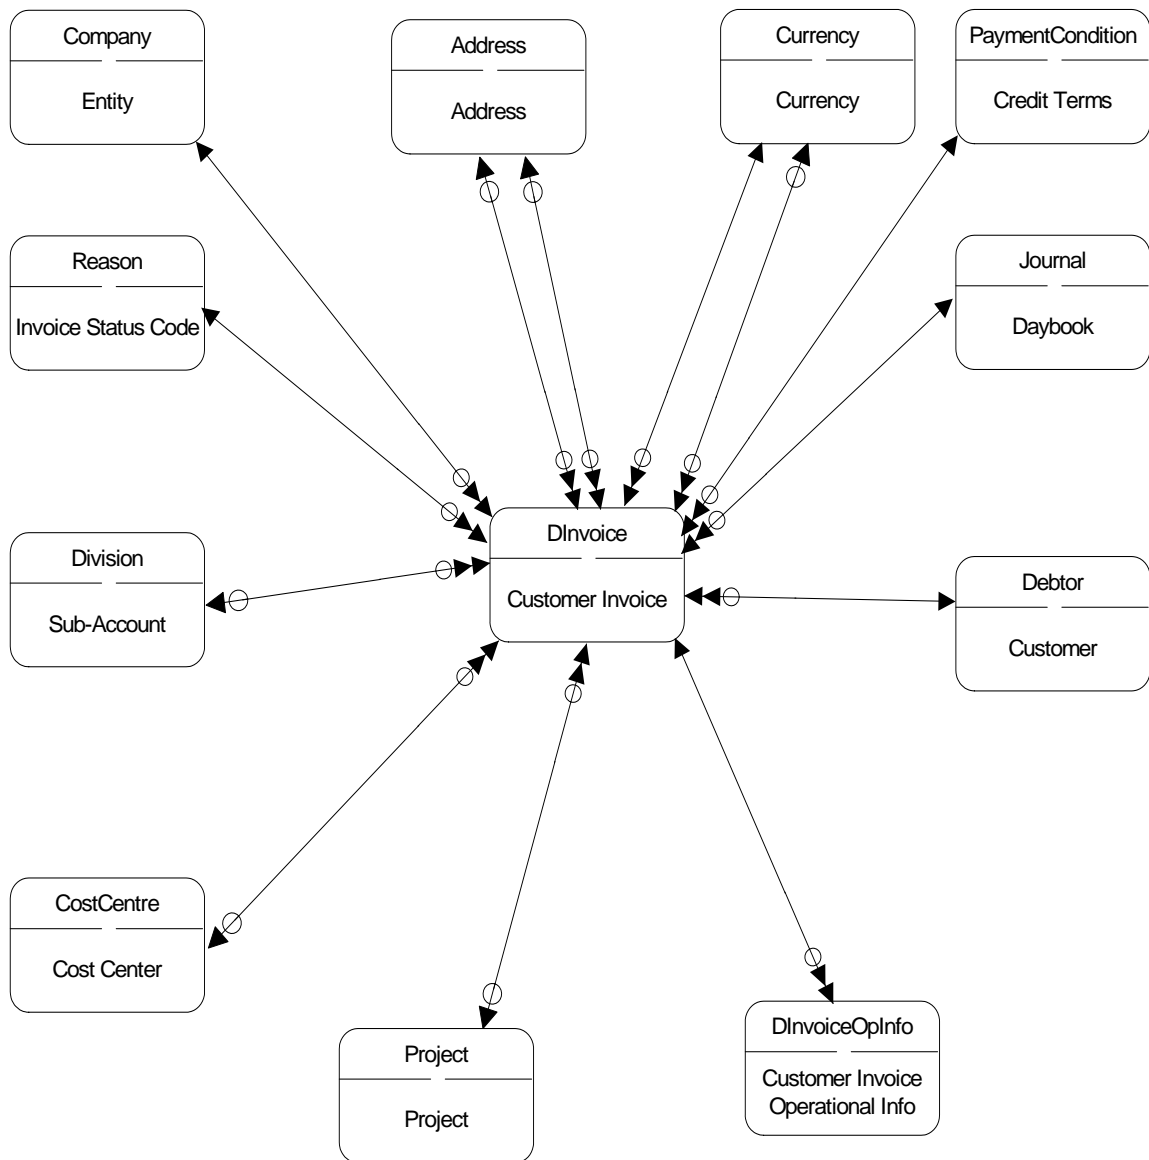 Company
Entity
Address
Address
Currency
Currency
PaymentCondition
Credit Terms
Reason
Invoice Status Code
Journal
Daybook
DInvoice
Customer Invoice
Division
Sub-Account
Debtor
Customer
CostCentre
Cost Center
Project
Project
DInvoiceOpInfo
Customer Invoice
Operational Info